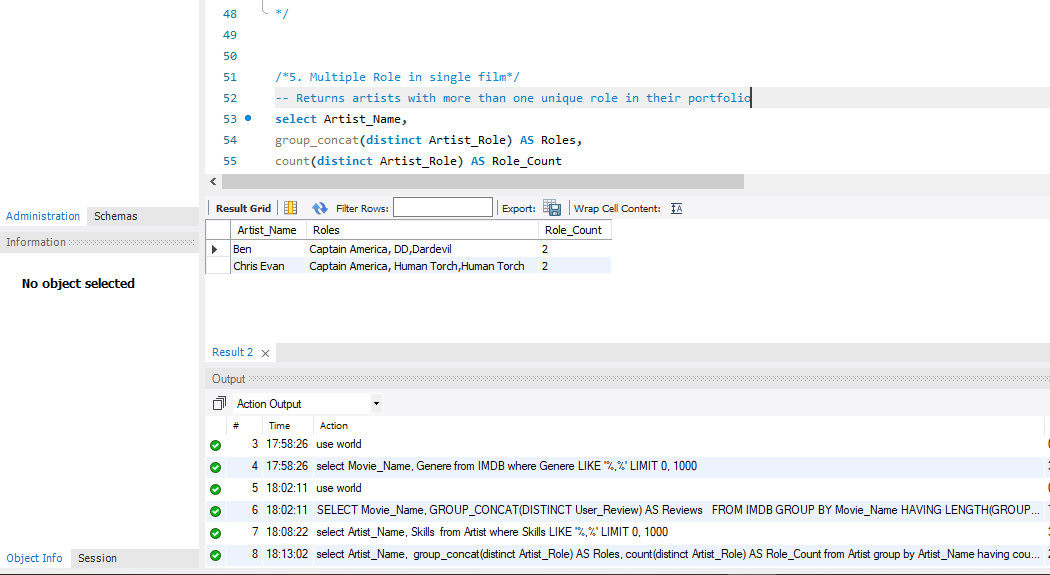 48 */
49
50
51 /*5. Multiple Role in single film*/
52 -- Returns artists with more than one unique role in their portfolio
53 select Artist_Name,
54 group_concat(distinct Artist_Role) AS Roles,
55 count(distinct Artist_Role) AS Role_Count
Administration Schemas
Information
No object selected
Result Grid Filter Rows: Export: Wrap Cell Content: IA
Artist_Name Roles Role_Count
Ben Captain America, DD,Dardevil 2
Chris Evan Captain America, Human Torch,Human Torch 2
Result 2 ×
Output
Action Output
# Time Action
3 17:58:26 use world
4 17:58:26 select Movie_Name, Genere from IMDB where Genere LIKE '%,%' LIMIT 0, 1000
5 18:02:11 use world
6 18:02:11 SELECT Movie_Name, GROUP_CONCAT(DISTINCT User_Review) AS Reviews FROM IMDB GROUP BY Movie_Name HAVING LENGTH(GROUP...
7 18:08:22 select Artist_Name, Skills from Artist where Skills LIKE '%,%' LIMIT 0, 1000
8 18:13:02 select Artist_Name, group_concat(distinct Artist_Role) AS Roles, count(distinct Artist_Role) AS Role_Count from Artist group by Artist_Name having cou...
Object Info Session